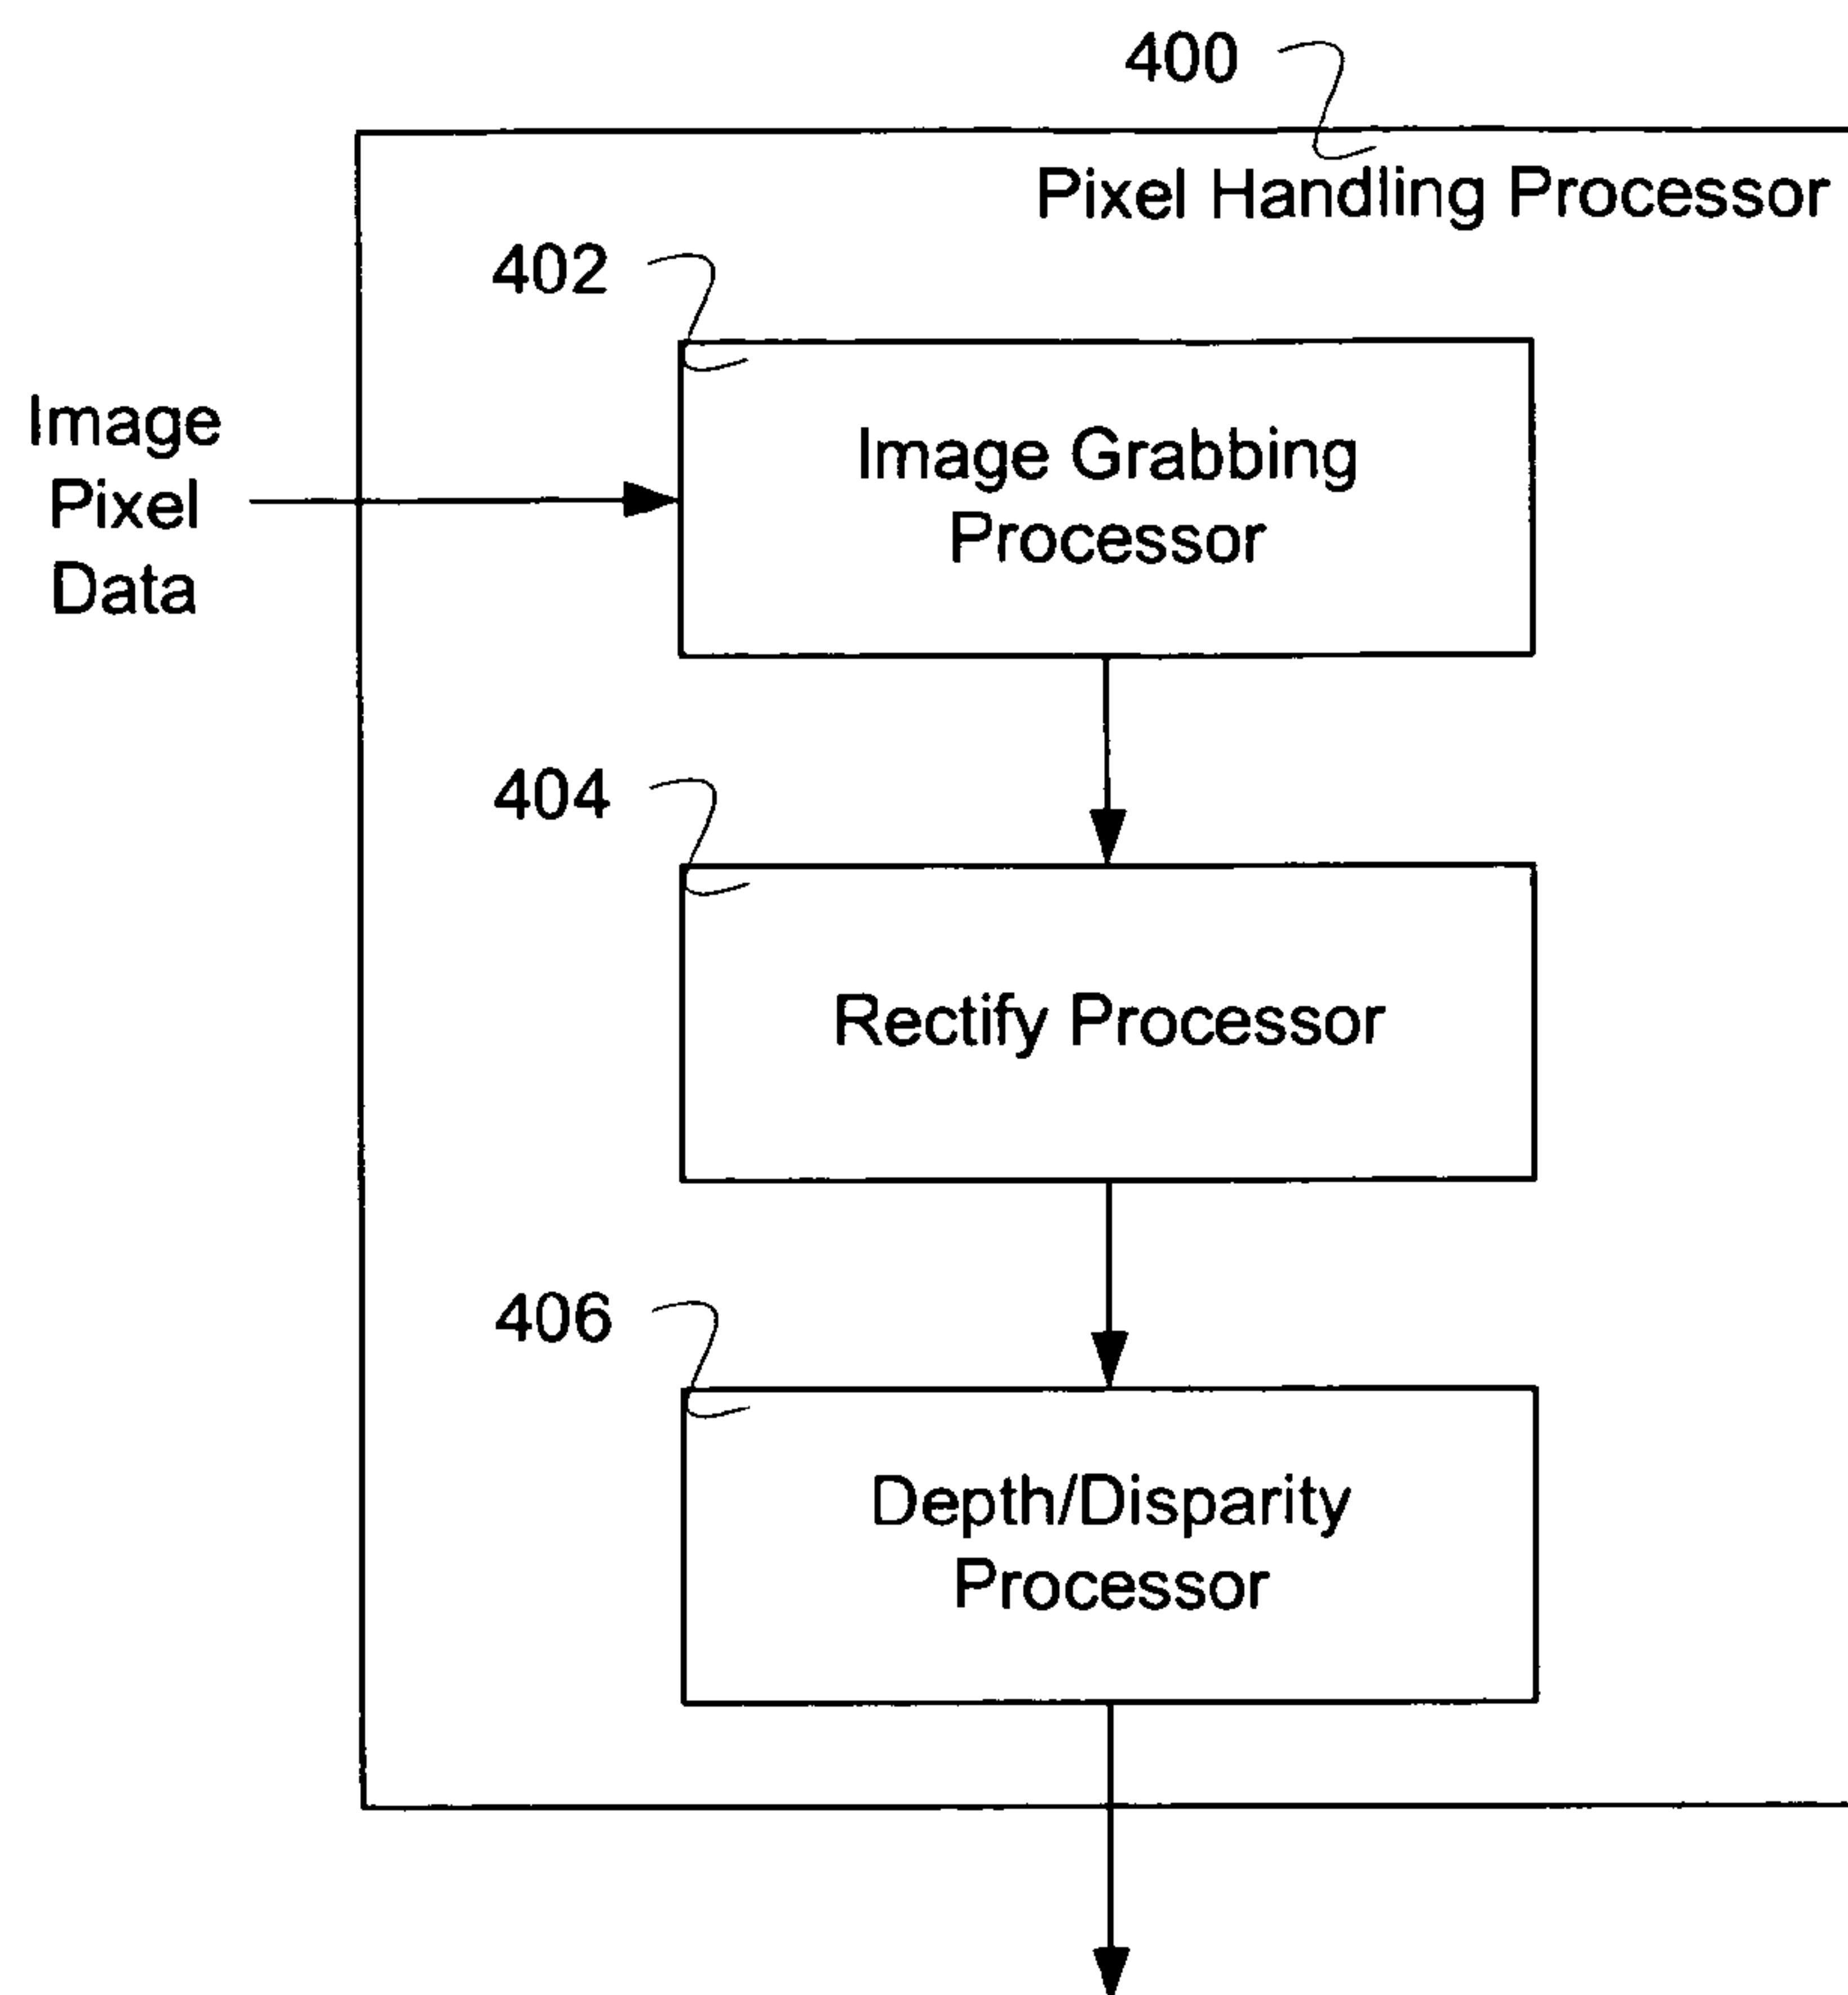 400
Pixel Handling Processor
402
Image
Pixel
Data
Image Grabbing
Processor
404
Rectify Processor
406
Depth/Disparity
Processor